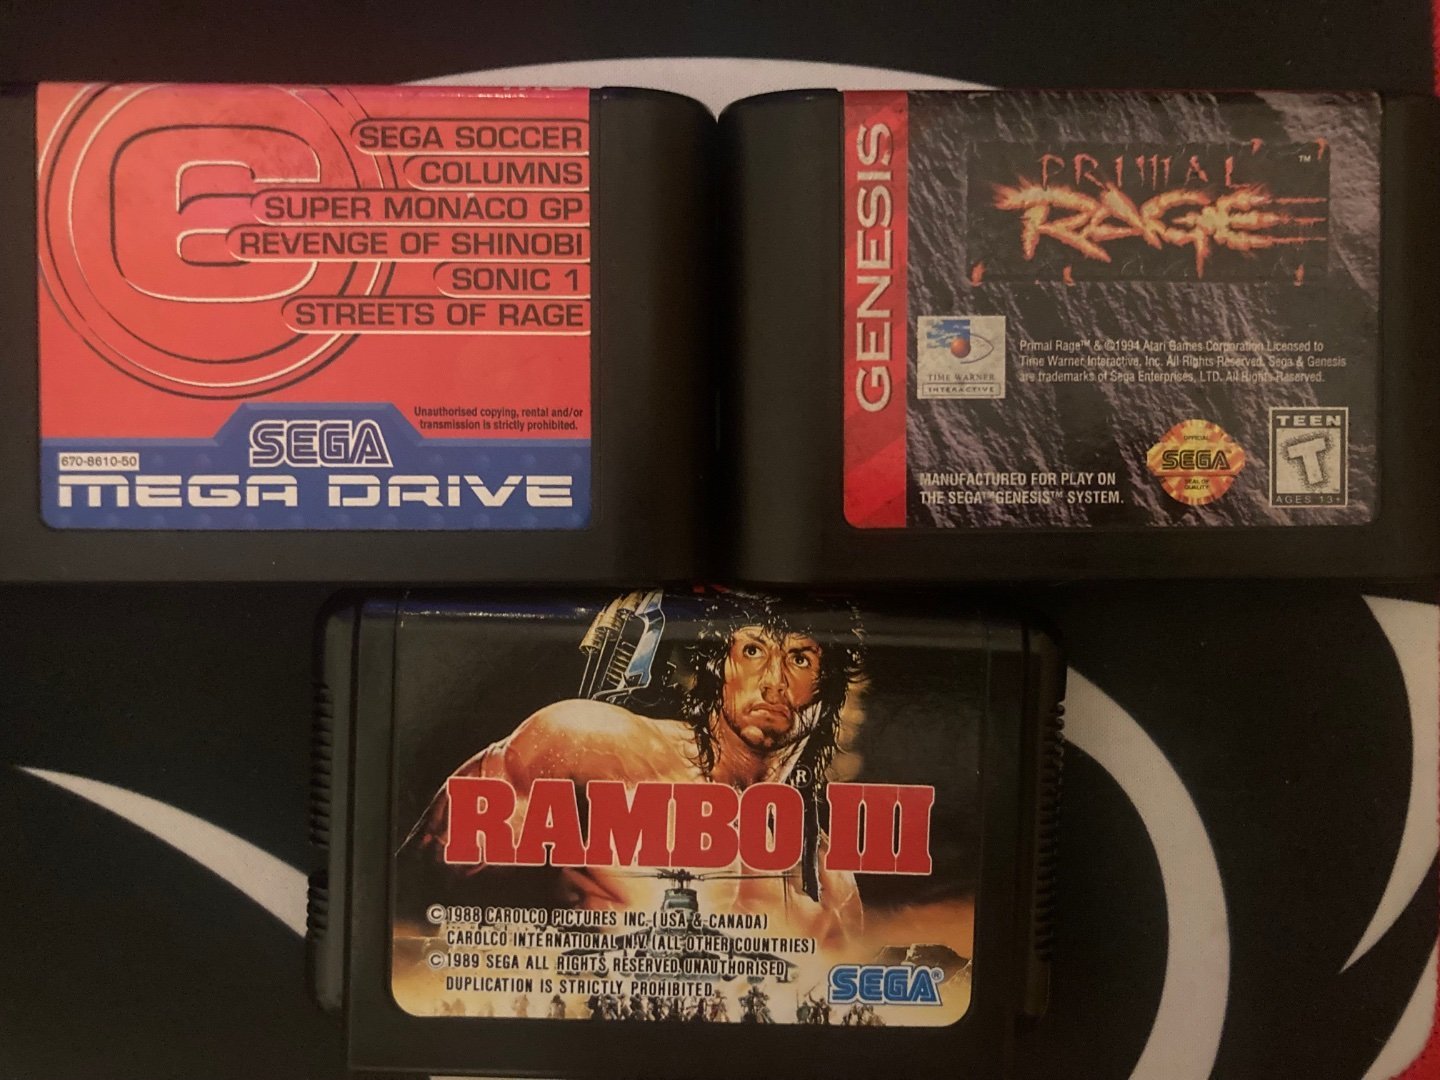 6
SEGA SOCCER
COLUMNS
SUPER MONACO GP
REVENGE OF SHINOBI
SONIC 1
STREETS OF RAGE
Unauthorised copying, rental and/or
transmission is strictly prohibited.
SEGA
670-8610-50
MEGA DRIVE
GENESIS
PRIMAL ™
RAGE
TIME WARNER
INTERACTIVE
Primal Rage™ & ©1994 Atari Games Corporation Licensed to
Time Warner Interactive, Inc. All Rights Reserved. Sega & Genesis
are trademarks of Sega Enterprises, LTD. All Rights Reserved.
MANUFACTURED FOR PLAY ON
THE SEGA™ GENESIS™ SYSTEM.
OFFICIAL
SEGA
SEAL OF
QUALITY
TEEN
T
AGES 13+
RAMBO III ®
©1988 CAROLCO PICTURES INC. (USA & CANADA)
CAROLCO INTERNATIONAL N.V. (ALL OTHER COUNTRIES)
©1989 SEGA ALL RIGHTS RESERVED. UNAUTHORISED
DUPLICATION IS STRICTLY PROHIBITED.
SEGA®